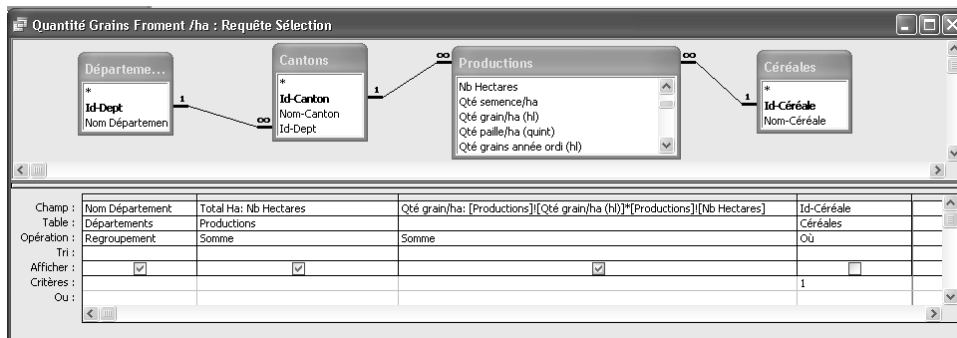 Quantité Grains Froment /ha : Requête Sélection
Départeme...
*
Id-Dept
Nom Départemen
1
∞
Cantons
*
Id-Canton
Nom-Canton
Id-Dept
1
∞
Productions
Nb Hectares
Qté semence/ha
Qté grain/ha (hl)
Qté paille/ha (quint)
Qté grains année ordi (hl)
∞
1
Céréales
*
Id-Céréale
Nom-Céréale
Champ : Nom Département Total Ha: Nb Hectares Qté grain/ha: [Productions]![Qté grain/ha (hl)]*[Productions]![Nb Hectares] Id-Céréale
Table : Départements Productions Céréales
Opération : Regroupement Somme Somme Où
Tri :
Afficher :
Critères : 1
Ou :